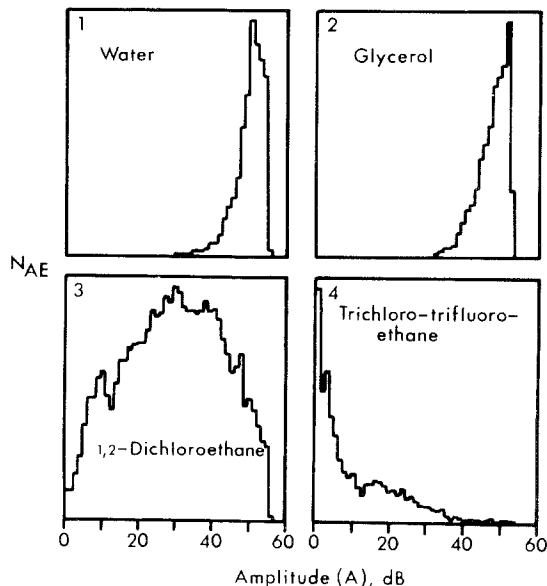 1
Water
2
Glycerol
N_AE
3
1,2-Dichloroethane
4
Trichloro-trifluoro-
ethane
0 20 40 60
0 20 40 60
Amplitude (A), dB